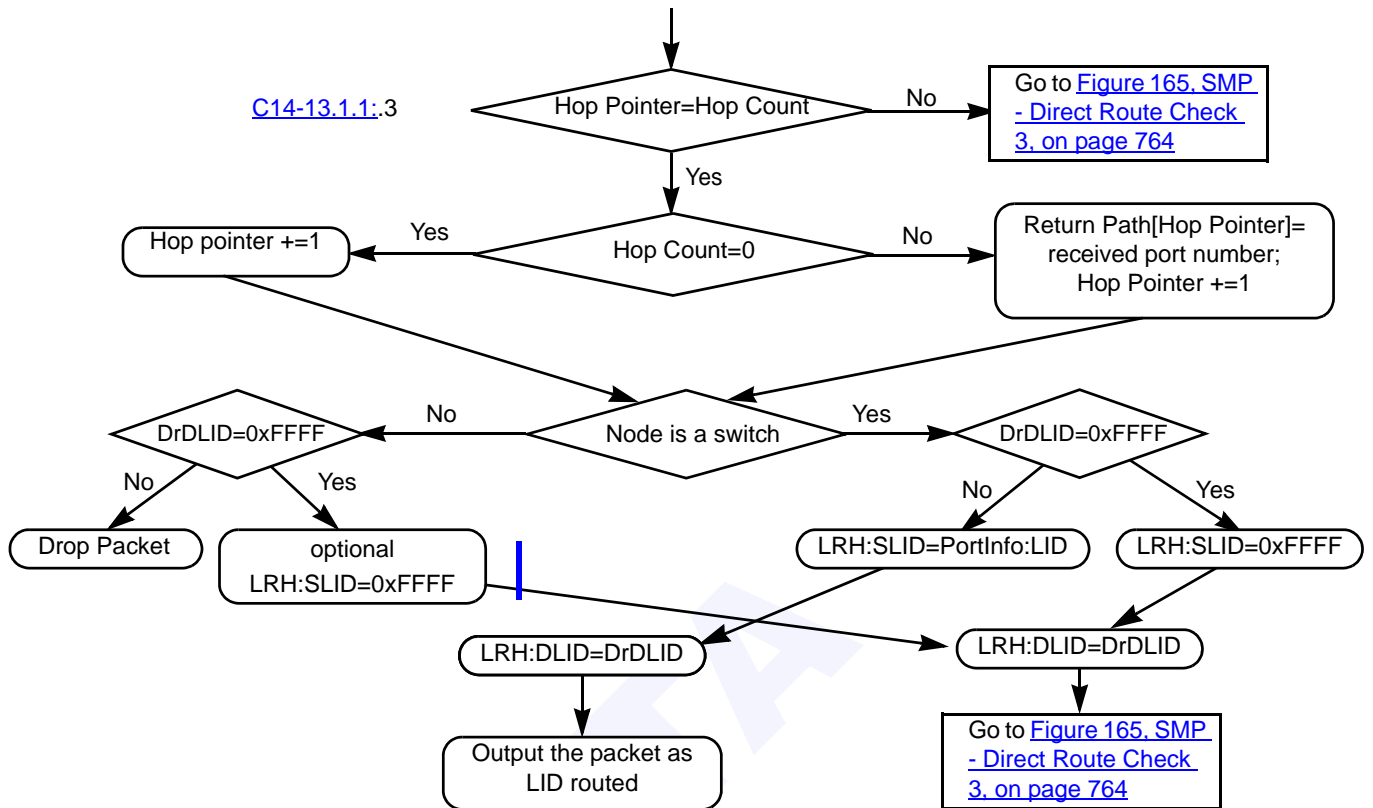 C14-13.1.1:.3
Hop Pointer=Hop Count
No
Go to Figure 165, SMP
- Direct Route Check
3, on page 764
Yes
Hop pointer +=1
Yes
Hop Count=0
No
Return Path[Hop Pointer]=
received port number;
Hop Pointer +=1
DrDLID=0xFFFF
No
Node is a switch
Yes
DrDLID=0xFFFF
No
Yes
No
Yes
Drop Packet
optional
LRH:SLID=0xFFFF
LRH:SLID=PortInfo:LID
LRH:SLID=0xFFFF
LRH:DLID=DrDLID
LRH:DLID=DrDLID
Output the packet as
LID routed
Go to Figure 165, SMP
- Direct Route Check
3, on page 764